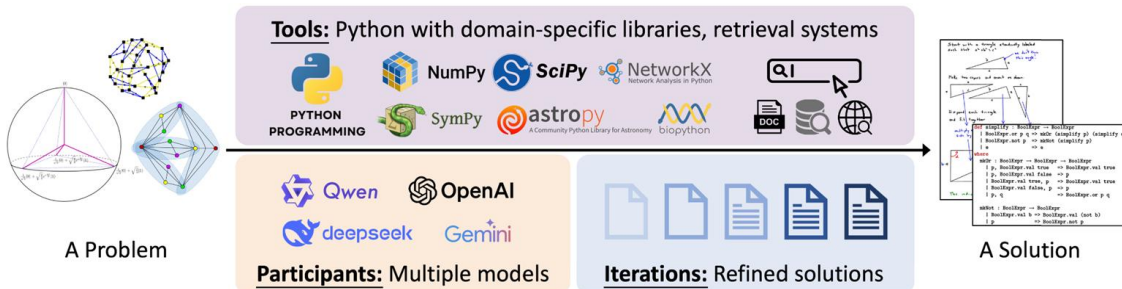 Tools: Python with domain-specific libraries, retrieval systems
PYTHON
PROGRAMMING
NumPy
SciPy
NetworkX
Network Analysis in Python
SymPy
astropy
A Community Python Library for Astronomy
biopython
DOC
A Problem
Qwen
OpenAI
deepseek
Gemini
Participants: Multiple models
Iterations: Refined solutions
def simplify : BoolExpr → BoolExpr
| BoolExpr.or p q => mkOr (simplify p) (simplify
| BoolExpr.not p => mkNot (simplify p)
| e => e
where
mkOr : BoolExpr → BoolExpr → BoolExpr
| p, BoolExpr.val true => BoolExpr.val true
| p, BoolExpr.val false => p
| BoolExpr.val true, p => BoolExpr.val true
| BoolExpr.val false, p => p
| p, q => BoolExpr.or p q
mkNot : BoolExpr → BoolExpr
| BoolExpr.val b => BoolExpr.val (not b)
| p => BoolExpr.not p
A Solution